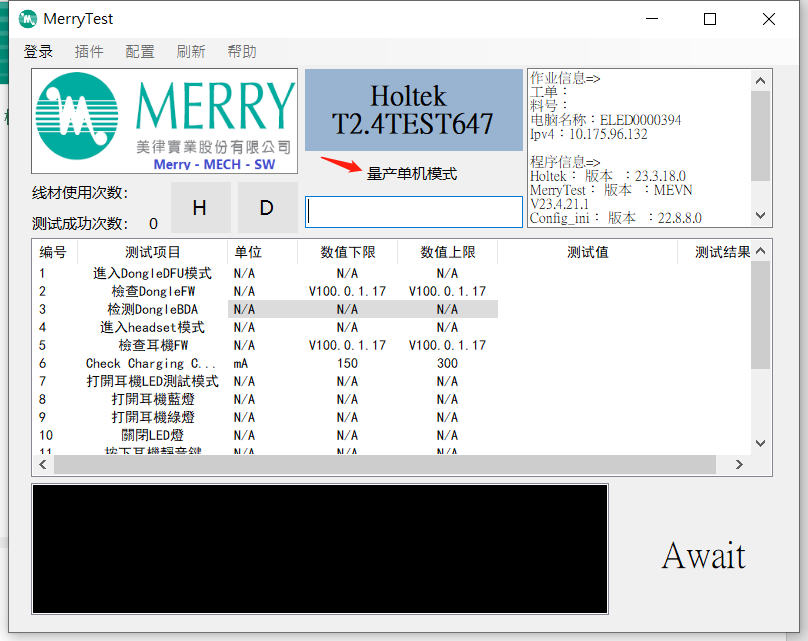 MerryTest
登录 插件 配置 刷新 帮助
MERRY
美律實業股份有限公司
Merry - MECH - SW
Holtek
T2.4TEST647
量产单机模式
作业信息=>
工单：
料号：
电脑名称：ELED0000394
Ipv4：10.175.96.132
程序信息=>
Holtek： 版本 ：23.3.18.0
MerryTest： 版本 ：MEVN
V23.4.21.1
Config_ini： 版本 ：22.8.8.0
线材使用次数：
测试成功次数： 0
H D
编号 测试项目 单位 数值下限 数值上限 测试值 测试结果
1 進入DongleDFU模式 N/A N/A N/A
2 檢查DongleFW N/A V100.0.1.17 V100.0.1.17
3 检测DongleBDA N/A N/A N/A
4 進入headset模式 N/A N/A N/A
5 檢查耳機FW N/A V100.0.1.17 V100.0.1.17
6 Check Charging C... mA 150 300
7 打開耳機LED測試模式 N/A N/A N/A
8 打開耳機藍燈 N/A N/A N/A
9 打開耳機綠燈 N/A N/A N/A
10 關閉LED燈 N/A N/A N/A
11 按下耳機靜音鍵 N/A N/A N/A
Await